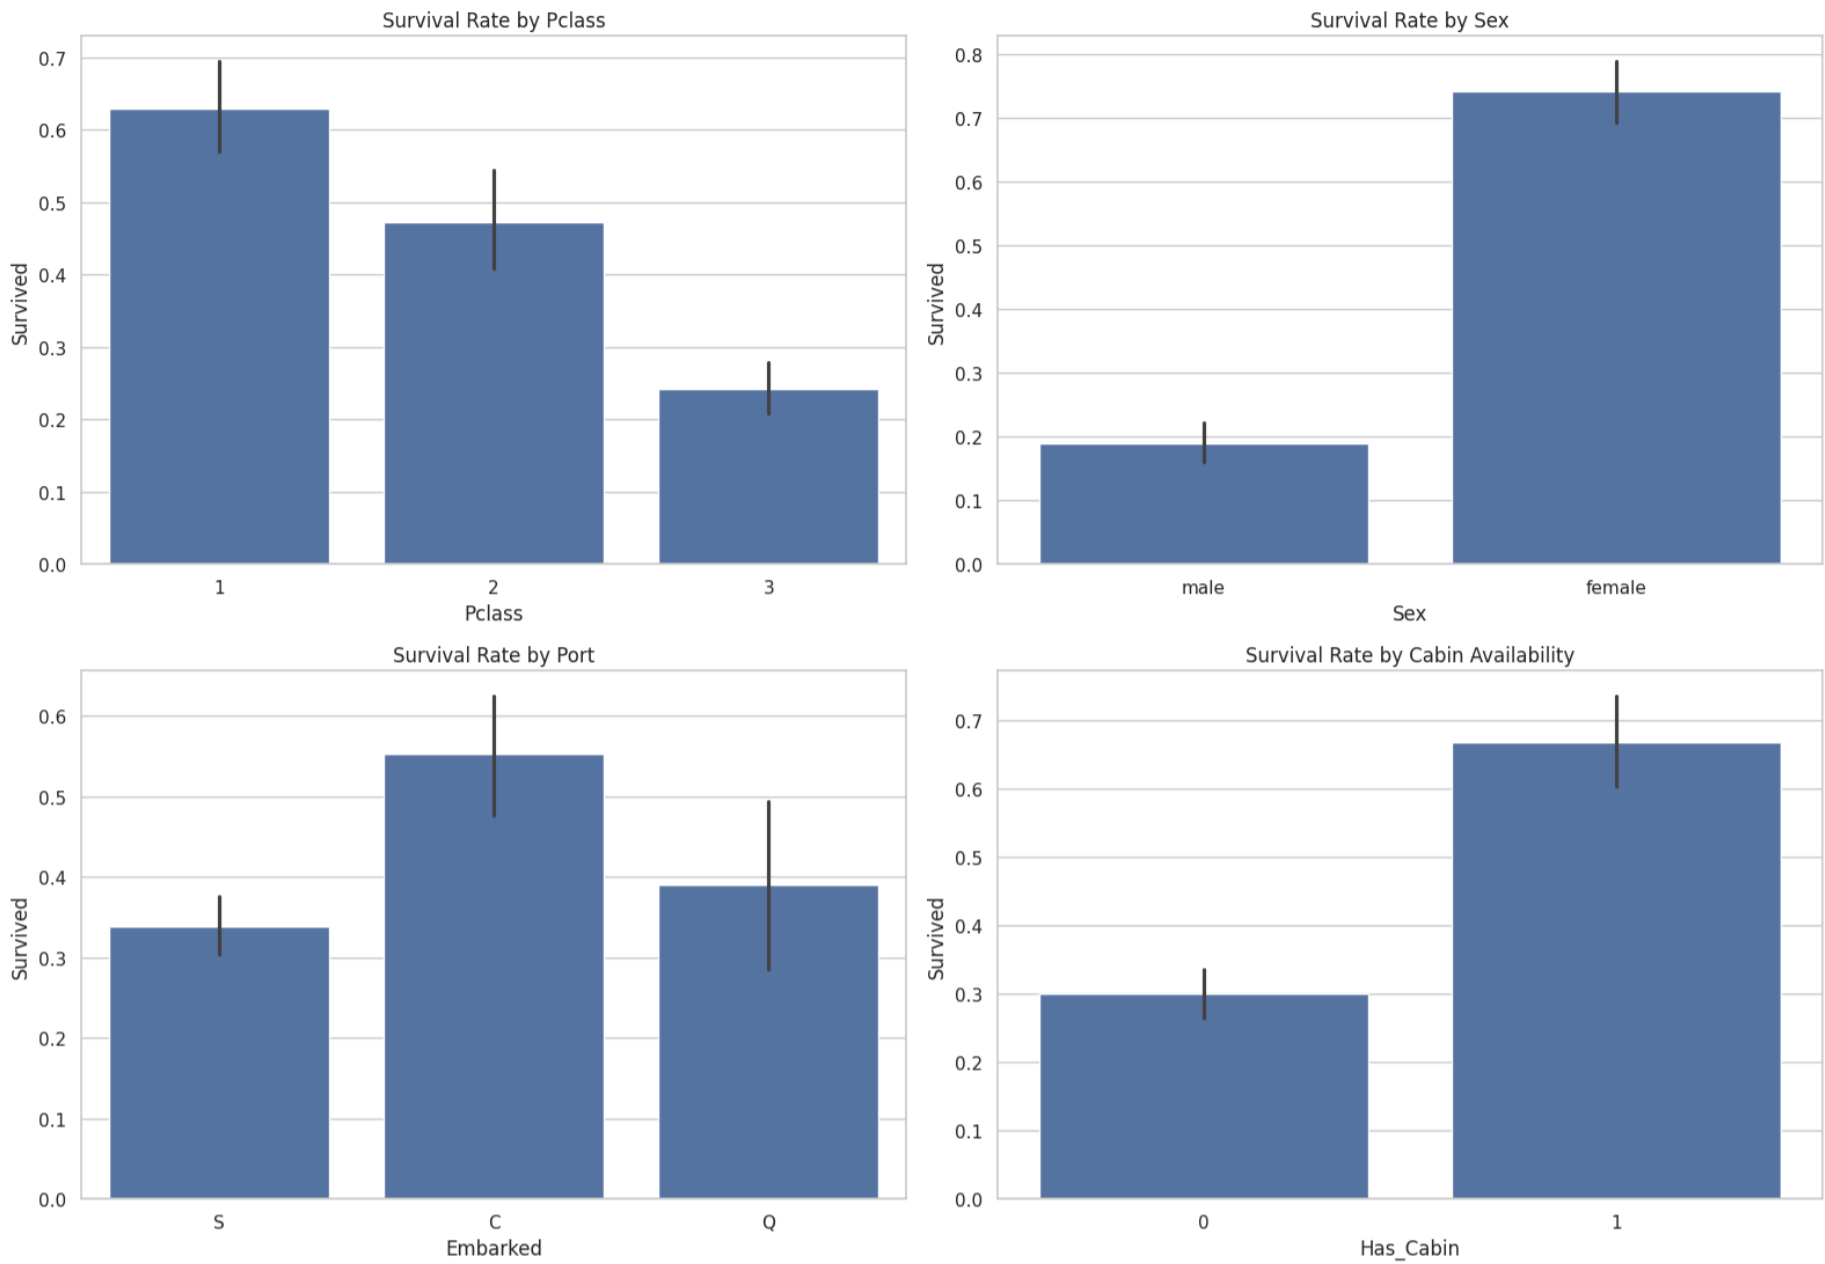 Survival Rate by Pclass
0.7
0.6
0.5
0.4
0.3
0.2
0.1
0.0
Survived
1 2 3
Pclass
Survival Rate by Sex
0.8
0.7
0.6
0.5
0.4
0.3
0.2
0.1
0.0
Survived
male female
Sex
Survival Rate by Port
0.6
0.5
0.4
0.3
0.2
0.1
0.0
Survived
S C Q
Embarked
Survival Rate by Cabin Availability
0.7
0.6
0.5
0.4
0.3
0.2
0.1
0.0
Survived
0 1
Has_Cabin